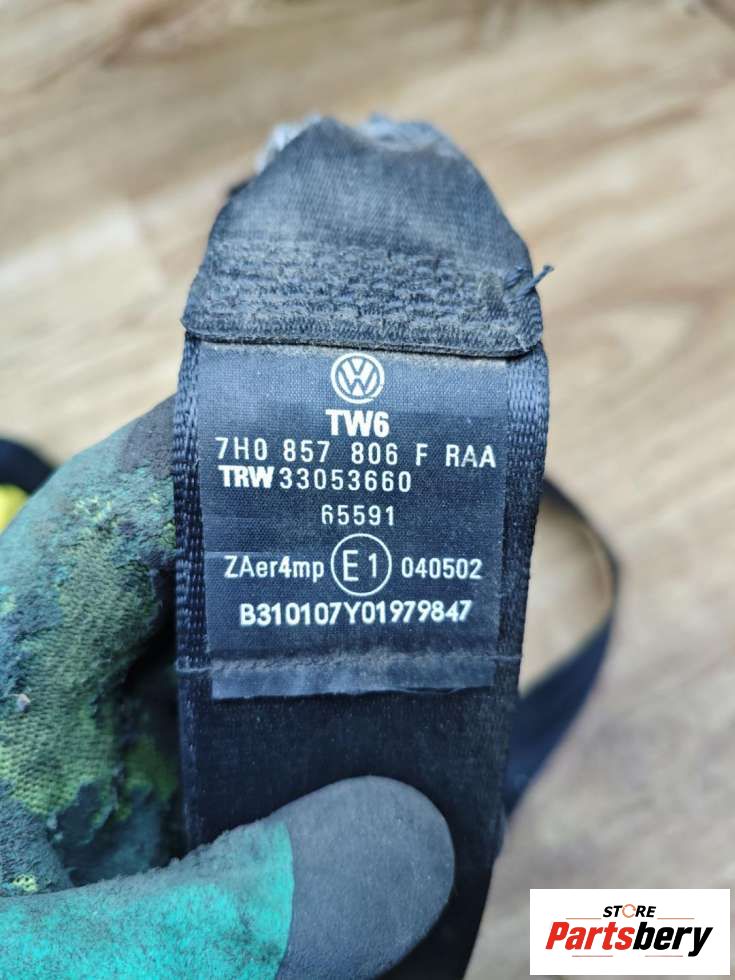 VW
TW6
7H0 857 806 F RAA
TRW 33053660
65591
ZAer4mp E1 040502
B310107Y01979847
STORE
Partsbery